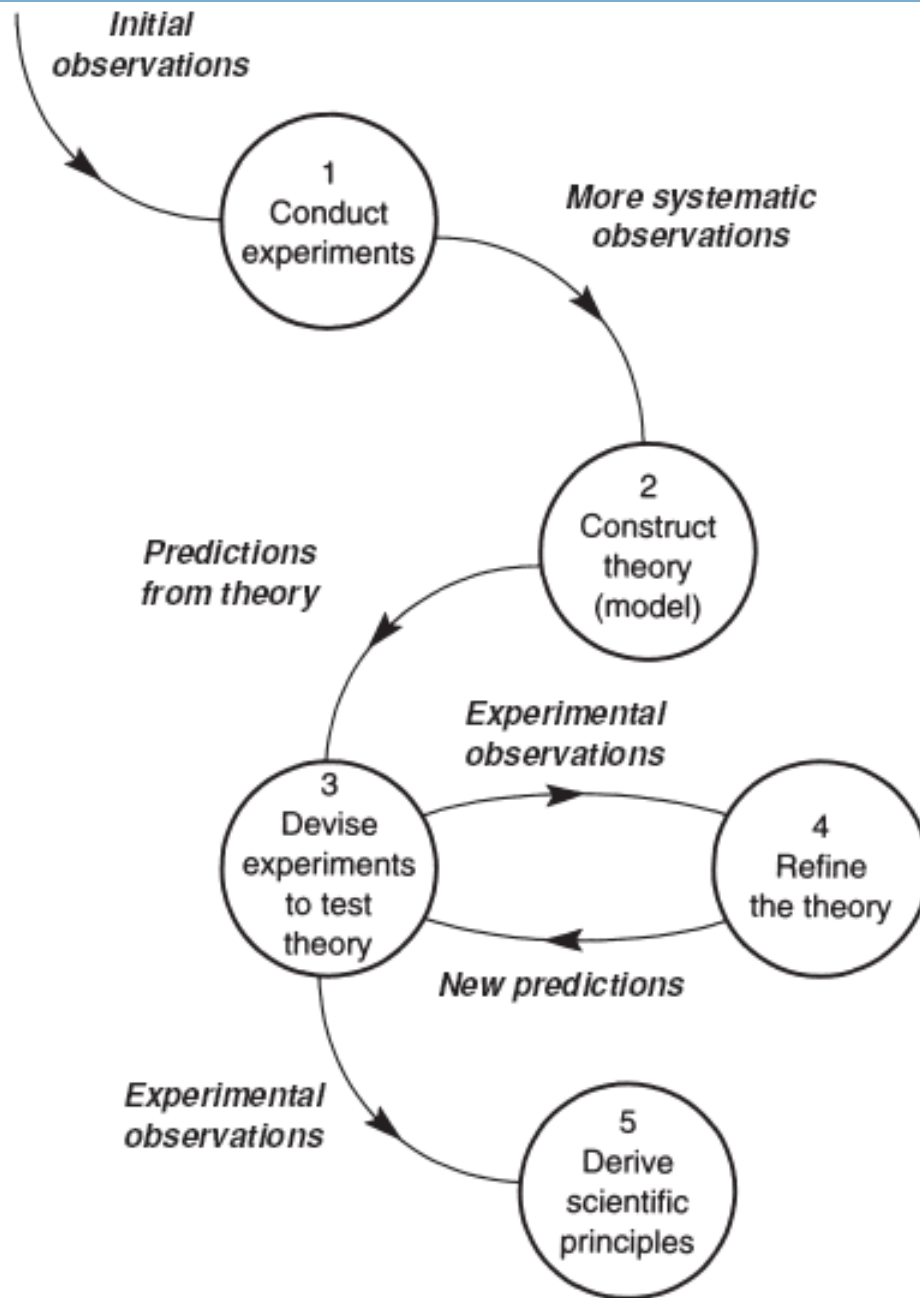 Initial
observations
1
Conduct
experiments
More systematic
observations
2
Construct
theory
(model)
Predictions
from theory
Experimental
observations
3
Devise
experiments
to test
theory
4
Refine
the theory
New predictions
Experimental
observations
5
Derive
scientific
principles